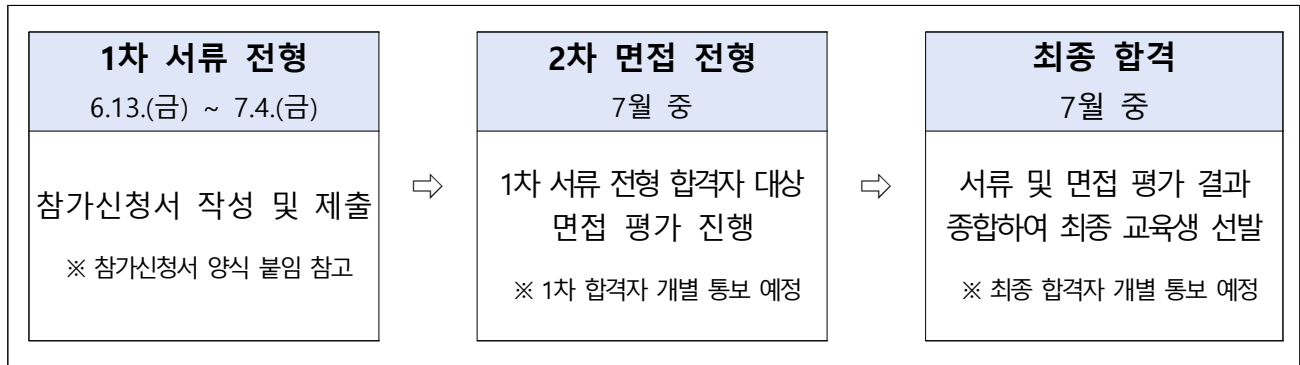 1차 서류 전형
6.13.(금) ~ 7.4.(금)
참가신청서 작성 및 제출
※ 참가신청서 양식 붙임 참고
⇨
2차 면접 전형
7월 중
1차 서류 전형 합격자 대상
면접 평가 진행
※ 1차 합격자 개별 통보 예정
⇨
최종 합격
7월 중
서류 및 면접 평가 결과
종합하여 최종 교육생 선발
※ 최종 합격자 개별 통보 예정